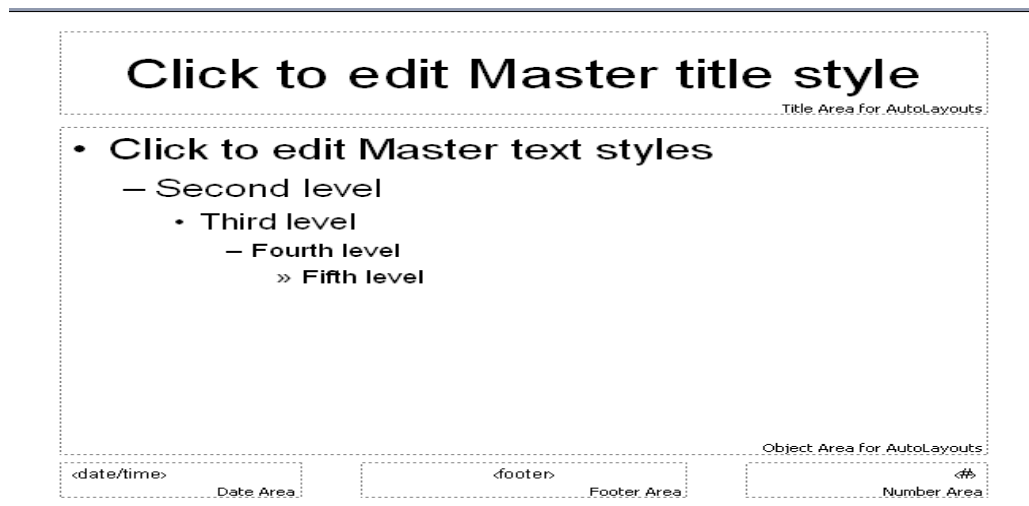 Click to edit Master title style
Title Area for AutoLayouts
• Click to edit Master text styles
– Second level
• Third level
– Fourth level
» Fifth level
Object Area for AutoLayouts
<date/time>
Date Area
<footer>
Footer Area
<#>
Number Area